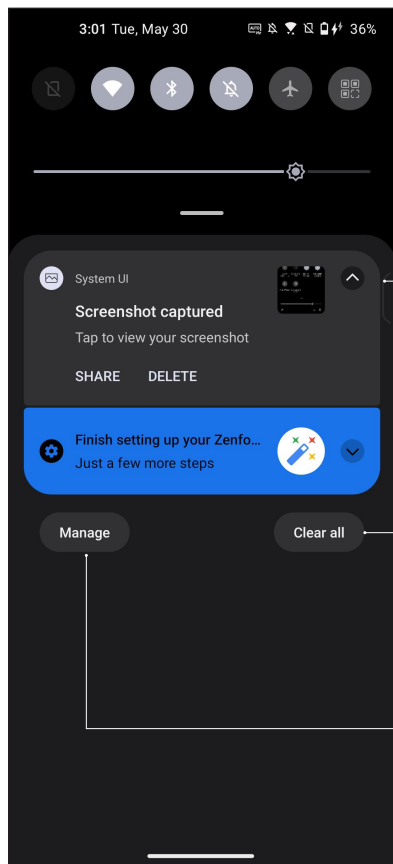 3:01 Tue, May 30 36%
System UI
Screenshot captured
Tap to view your screenshot
SHARE DELETE
Finish setting up your Zenfo...
Just a few more steps
Manage Clear all